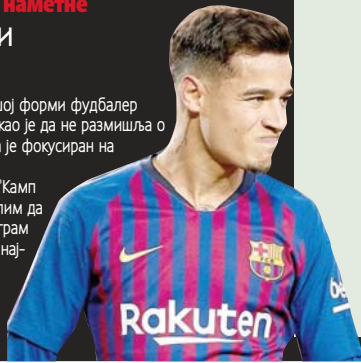 наметне
и
ој форми фудбалер
као је да не размишља о
је фокусиран на
"Камп
лим да
грам
нај-
Rakuten